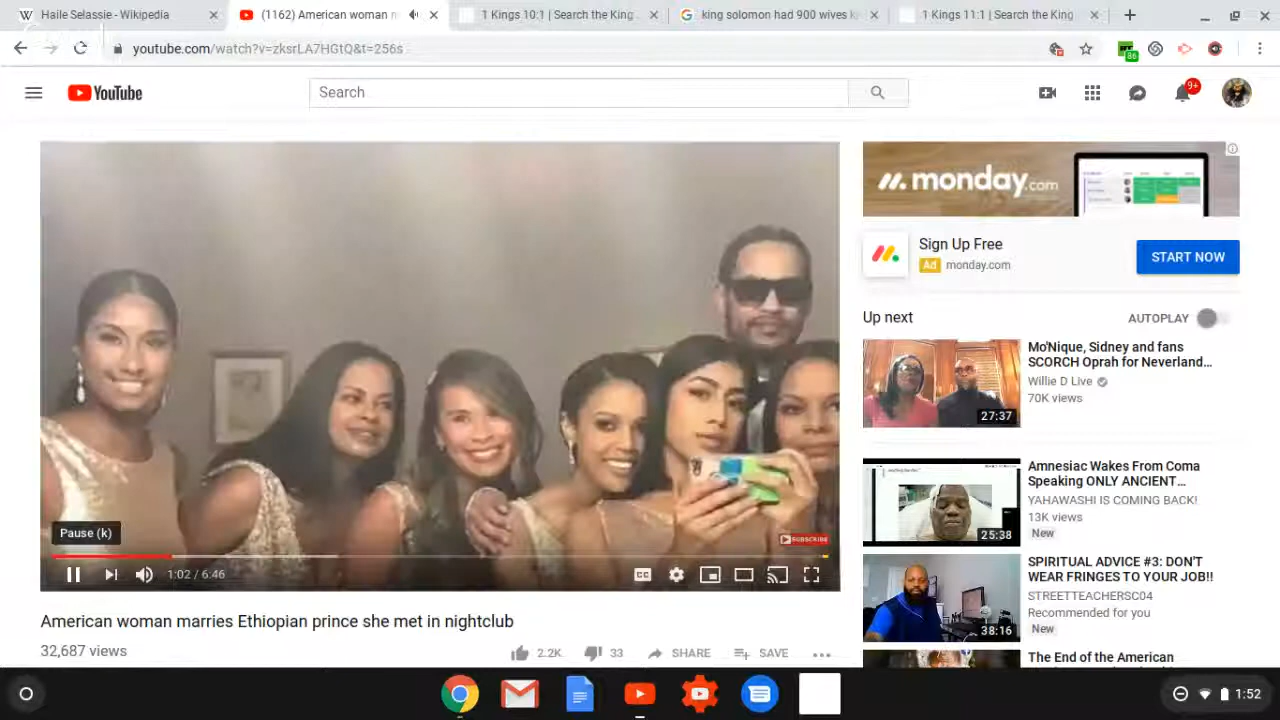 Haile Selassie - Wikipedia
(1162) American woman m
1 Kings 10:1 | Search the King
king solomon had 900 wives k
1 Kings 11:1 | Search the King
youtube.com/watch?v=zksrLA7HGtQ&t=256s
86
YouTube
Search
9+
monday.com
Sign Up Free
Ad monday.com
START NOW
Up next
AUTOPLAY
Mo'Nique, Sidney and fans
SCORCH Oprah for Neverland...
Willie D Live
70K views
27:37
Amnesiac Wakes From Coma
Speaking ONLY ANCIENT...
YAHAWASHI IS COMING BACK!
13K views
New
25:38
SPIRITUAL ADVICE #3: DON'T
WEAR FRINGES TO YOUR JOB!!
STREETTEACHERSC04
Recommended for you
New
38:16
The End of the American
Pause (k)
SUBSCRIBE
1:02 / 6:46
CC
American woman marries Ethiopian prince she met in nightclub
32,687 views
2.2K
33
SHARE
SAVE
1:52